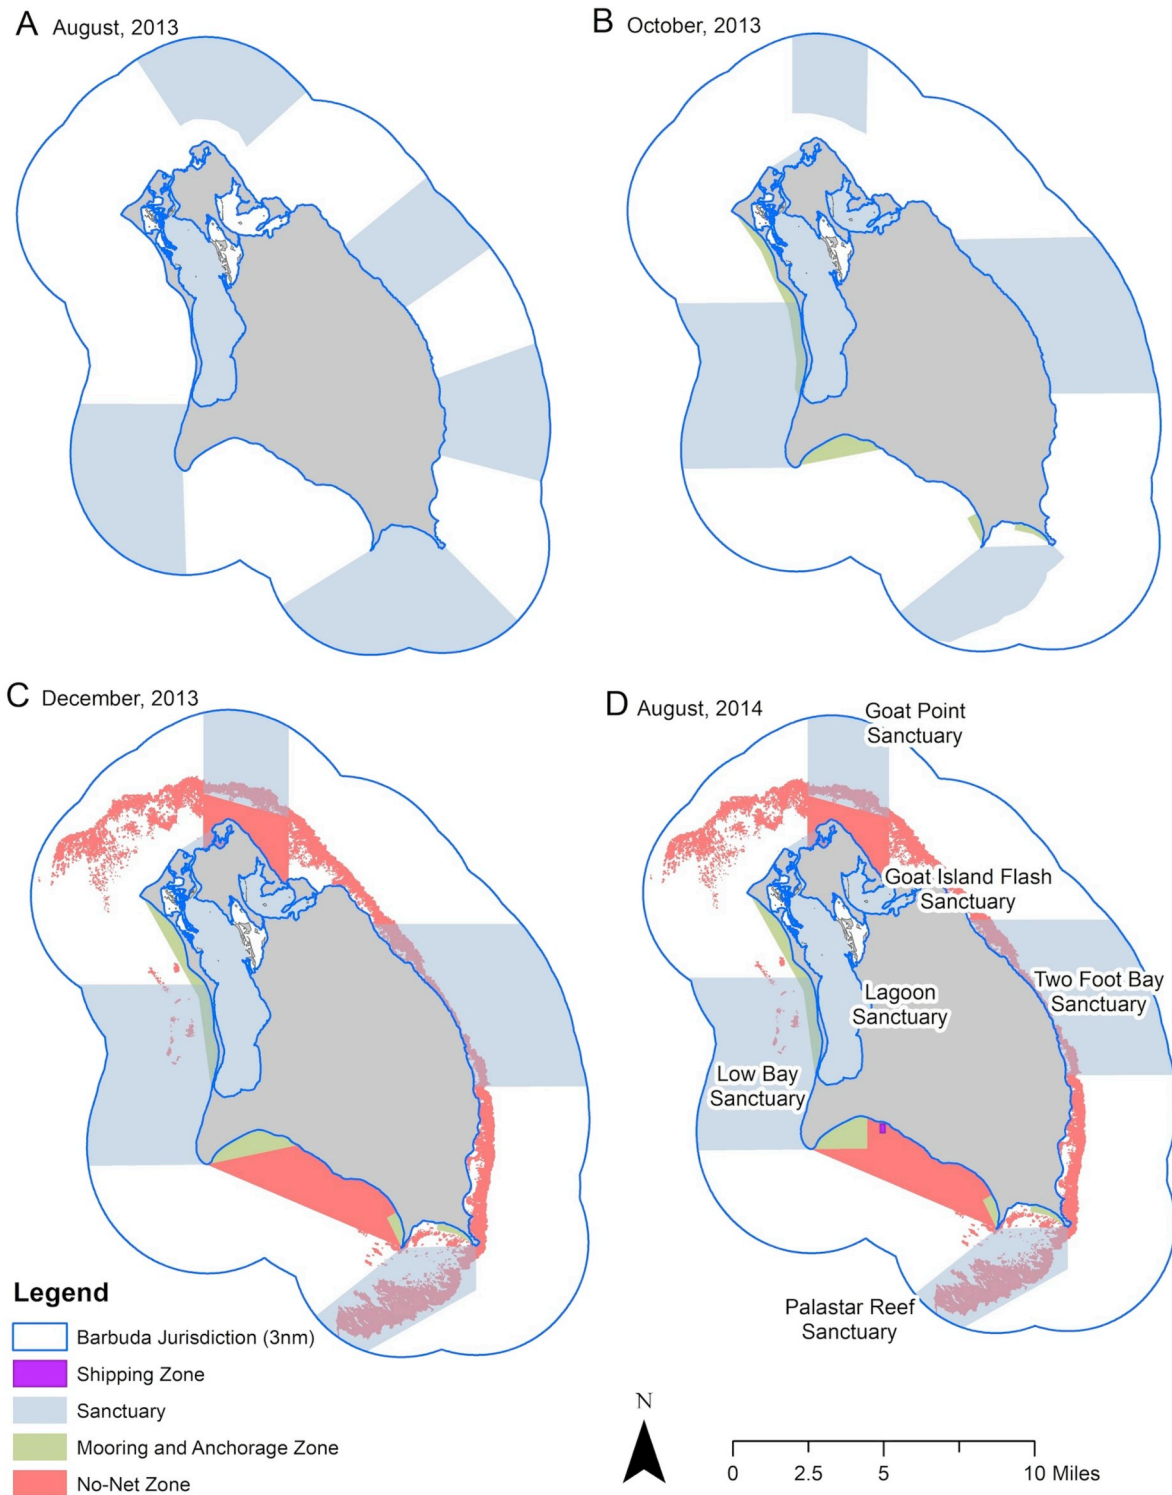 A August, 2013
B October, 2013
C December, 2013
D August, 2014
Goat Point
Sanctuary
Goat Island Flash
Sanctuary
Two Foot Bay
Sanctuary
Lagoon
Sanctuary
Low Bay
Sanctuary
Palastar Reef
Sanctuary
Legend
Barbuda Jurisdiction (3nm)
Shipping Zone
Sanctuary
Mooring and Anchorage Zone
No-Net Zone
N
0 2.5 5 10 Miles